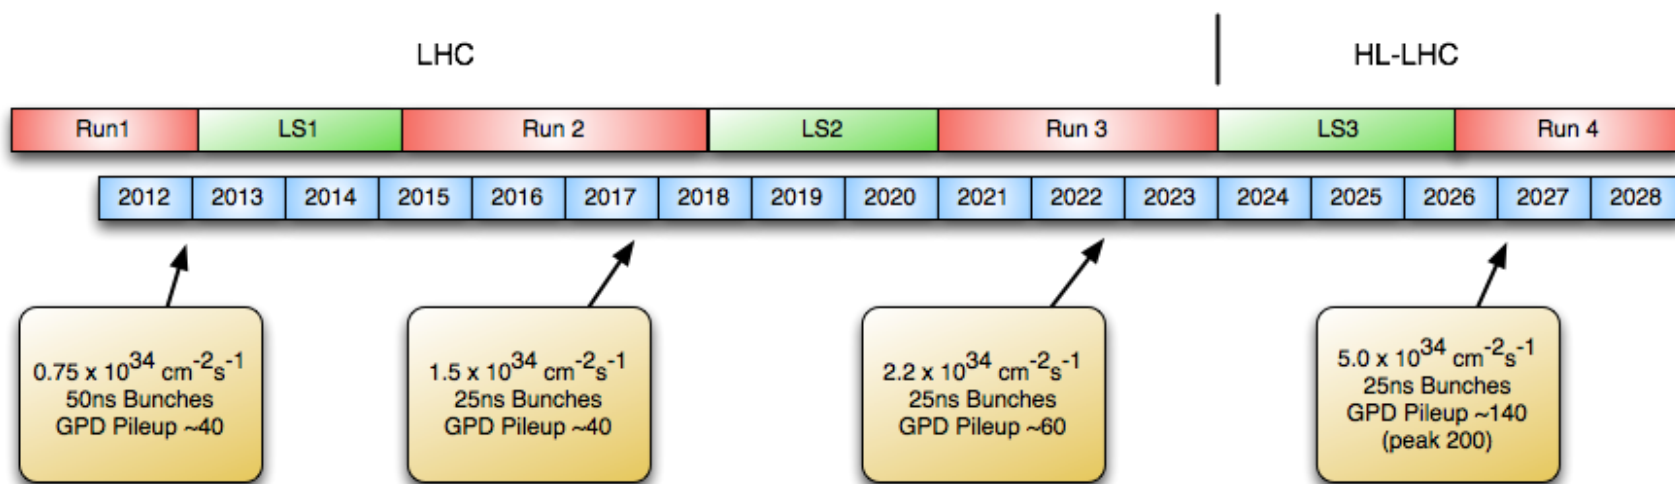 LHC HL-LHC
Run1 LS1 Run 2 LS2 Run 3 LS3 Run 4
2012 2013 2014 2015 2016 2017 2018 2019 2020 2021 2022 2023 2024 2025 2026 2027 2028
0.75 x 10^34 cm^-2s^-1
50ns Bunches
GPD Pileup ~40
1.5 x 10^34 cm^-2s^-1
25ns Bunches
GPD Pileup ~40
2.2 x 10^34 cm^-2s^-1
25ns Bunches
GPD Pileup ~60
5.0 x 10^34 cm^-2s^-1
25ns Bunches
GPD Pileup ~140
(peak 200)